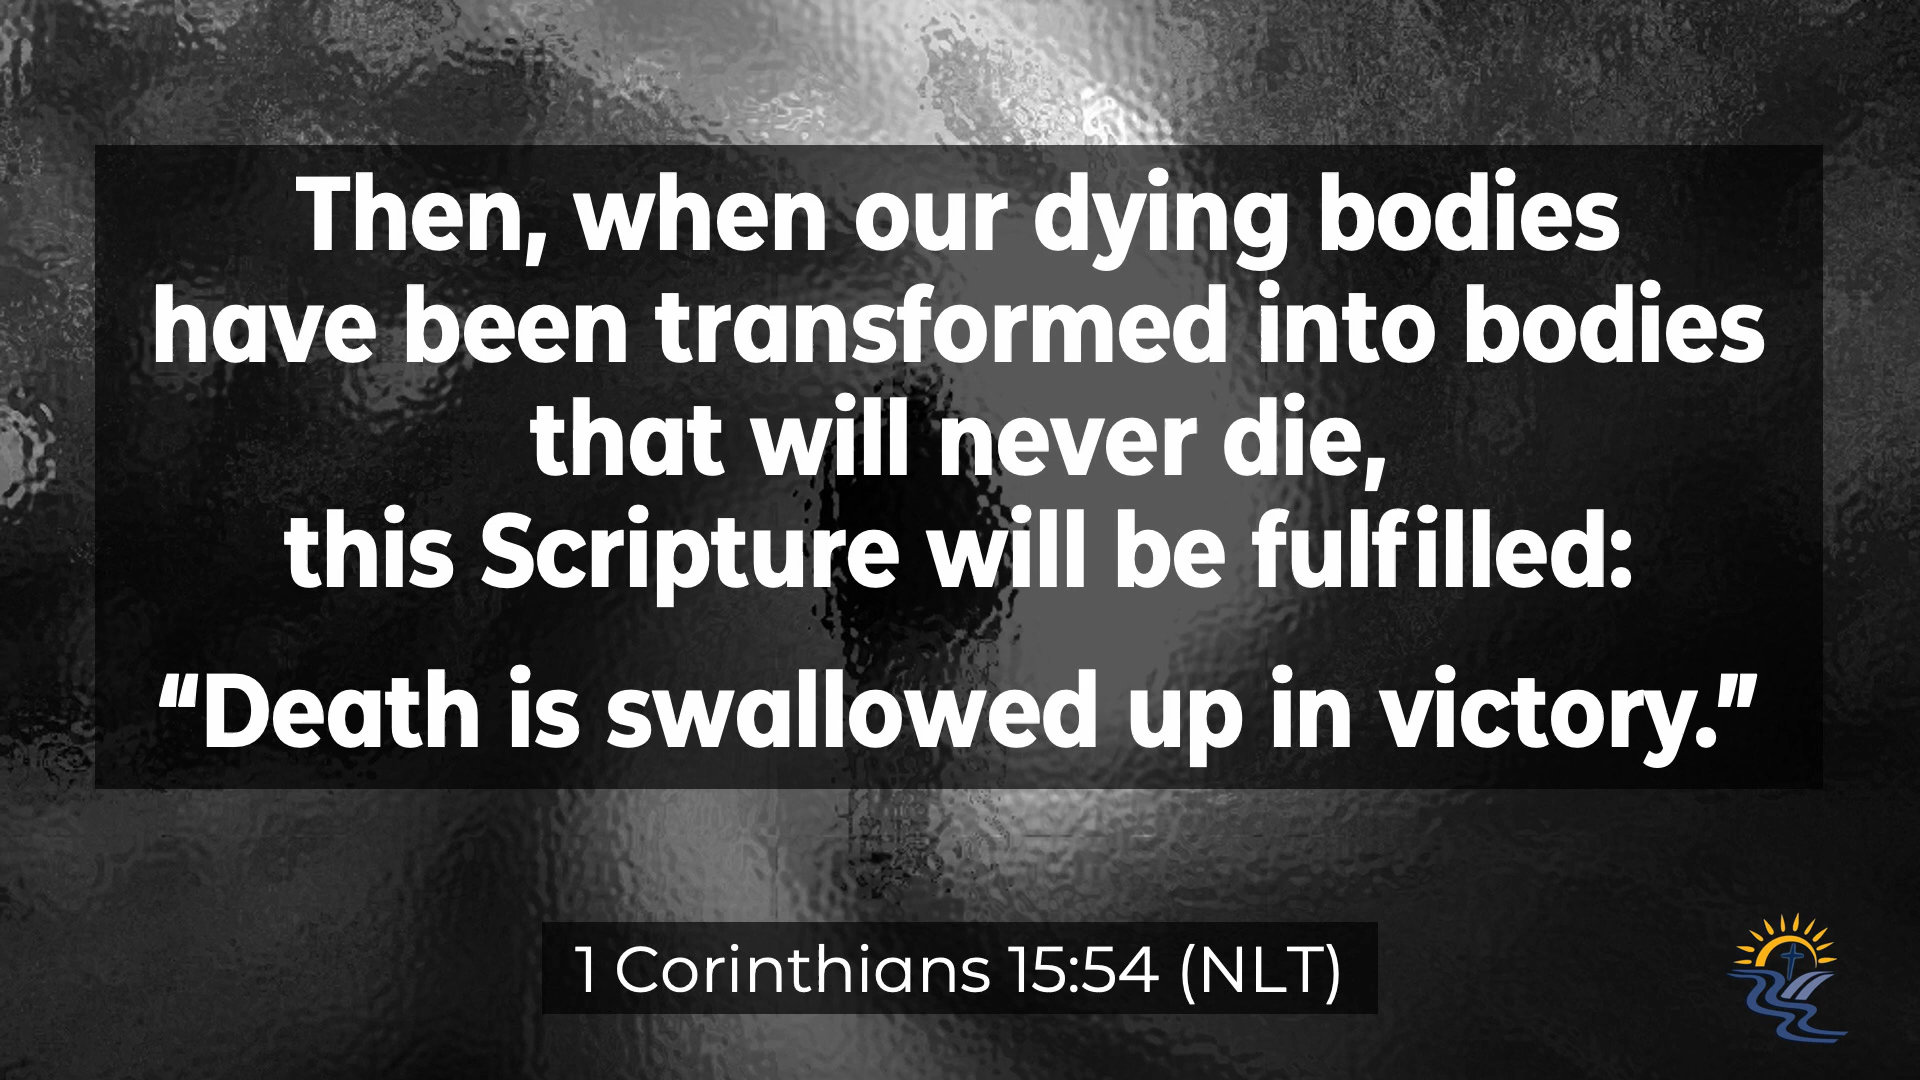 Then, when our dying bodies
have been transformed into bodies
that will never die,
this Scripture will be fulfilled:
“Death is swallowed up in victory.”
1 Corinthians 15:54 (NLT)